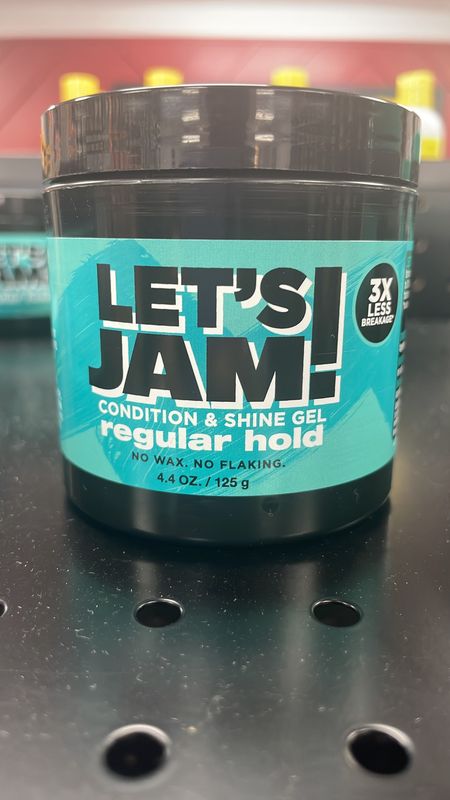 LET'S
JAM!
3X
LESS
BREAKAGE*
CONDITION & SHINE GEL
regular hold
NO WAX. NO FLAKING.
4.4 OZ. / 125 g